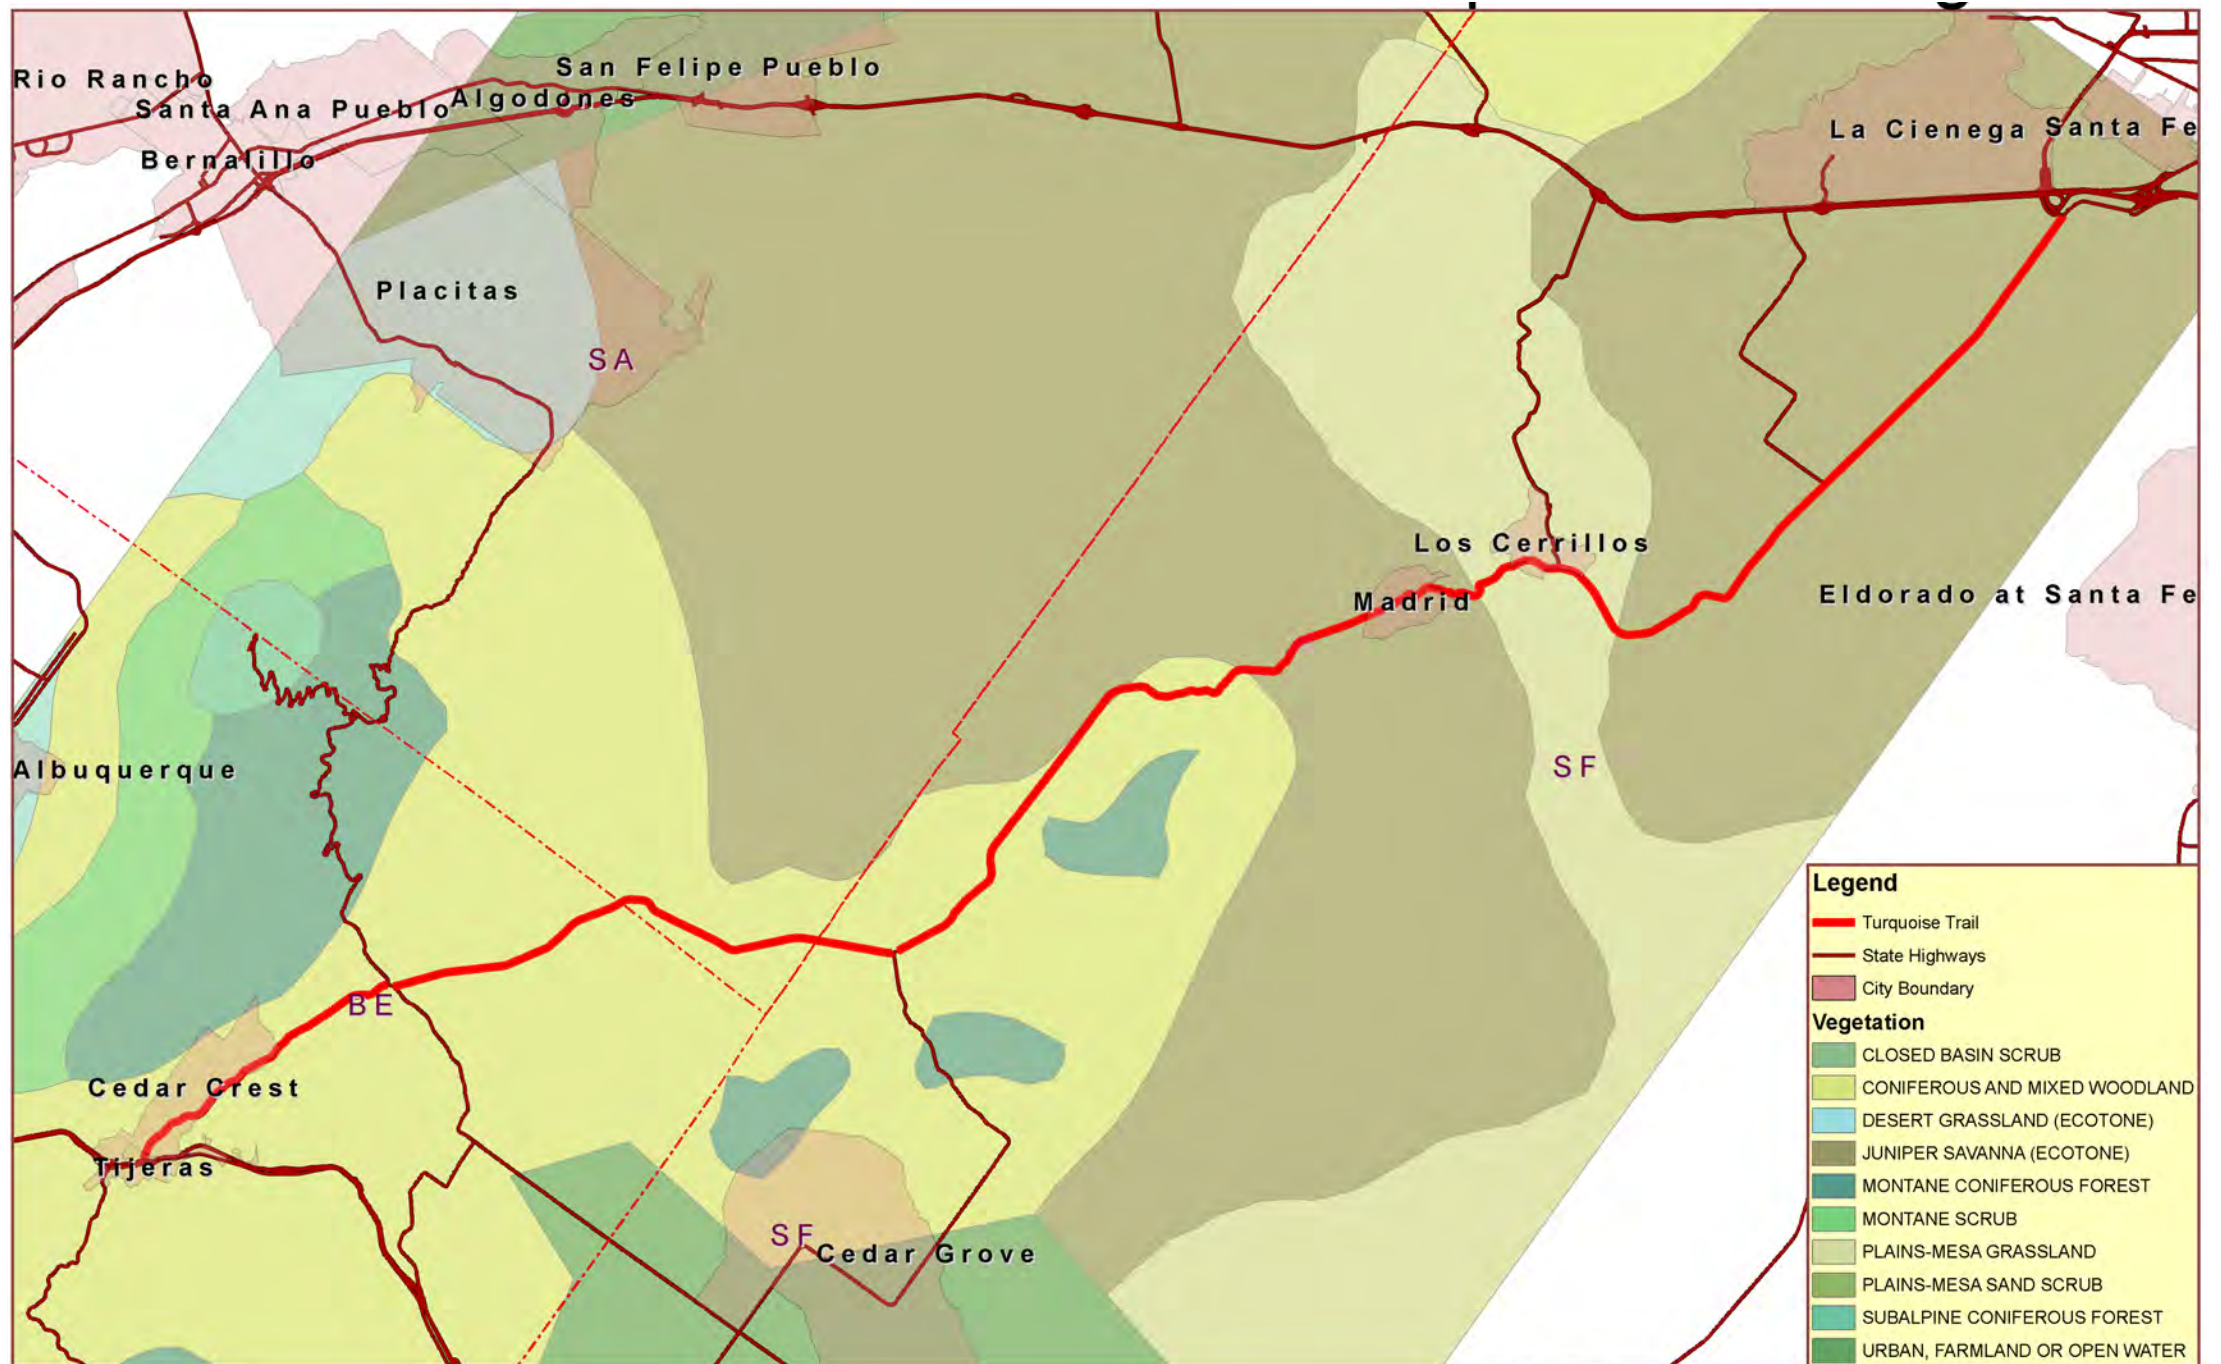 San Felipe Pueblo
Rio Rancho
Algodones
Santa Ana Pueblo
La Cienega
Santa Fe
Bernalillo
Placitas
SA
Los Cerrillos
Madrid
Eldorado at Santa Fe
SF
Albuquerque
BE
Cedar Crest
Tijeras
SF
Cedar Grove
Legend
Turquoise Trail
State Highways
City Boundary
Vegetation
CLOSED BASIN SCRUB
CONIFEROUS AND MIXED WOODLAND
DESERT GRASSLAND (ECOTONE)
JUNIPER SAVANNA (ECOTONE)
MONTANE CONIFEROUS FOREST
MONTANE SCRUB
PLAINS-MESA GRASSLAND
PLAINS-MESA SAND SCRUB
SUBALPINE CONIFEROUS FOREST
URBAN, FARMLAND OR OPEN WATER